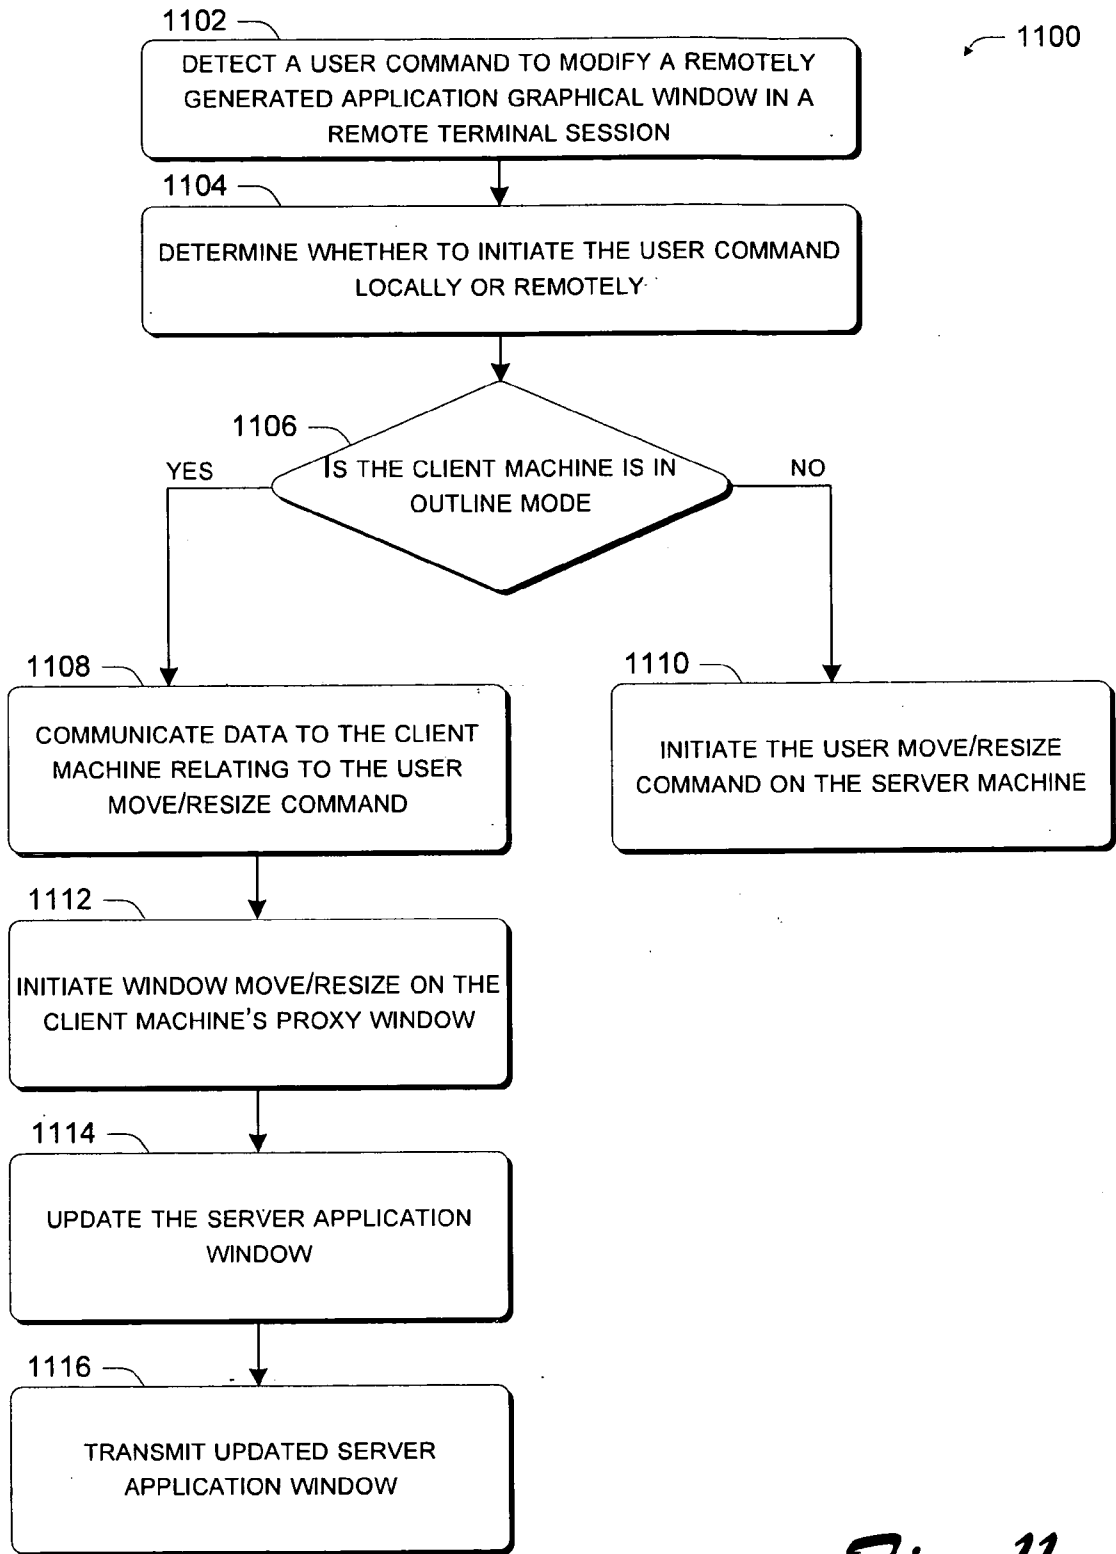 1102
1100
DETECT A USER COMMAND TO MODIFY A REMOTELY
GENERATED APPLICATION GRAPHICAL WINDOW IN A
REMOTE TERMINAL SESSION
1104
DETERMINE WHETHER TO INITIATE THE USER COMMAND
LOCALLY OR REMOTELY
1106
IS THE CLIENT MACHINE IS IN
OUTLINE MODE
YES
NO
1108
COMMUNICATE DATA TO THE CLIENT
MACHINE RELATING TO THE USER
MOVE/RESIZE COMMAND
1110
INITIATE THE USER MOVE/RESIZE
COMMAND ON THE SERVER MACHINE
1112
INITIATE WINDOW MOVE/RESIZE ON THE
CLIENT MACHINE'S PROXY WINDOW
1114
UPDATE THE SERVER APPLICATION
WINDOW
1116
TRANSMIT UPDATED SERVER
APPLICATION WINDOW
Fig. 11